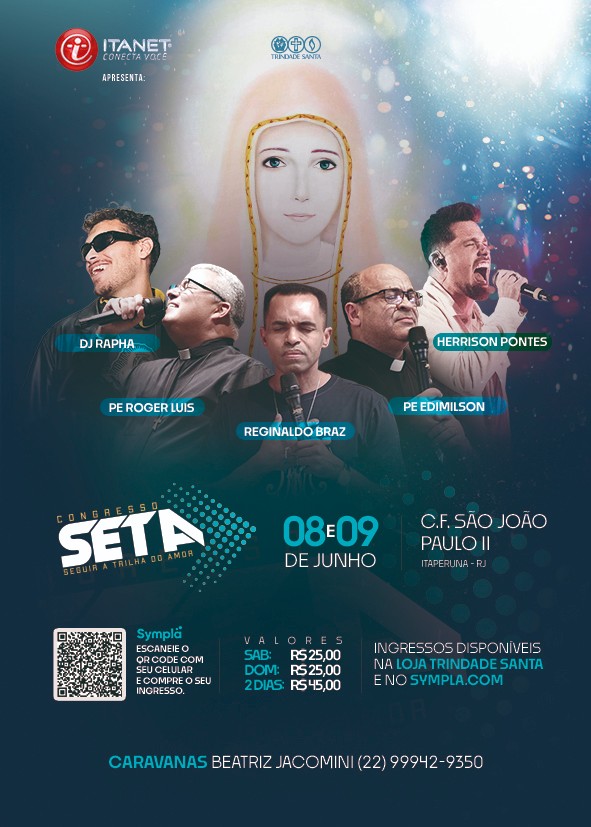 ITANET
CONECTA VOCÊ
APRESENTA:
TRINDADE SANTA
DJ RAPHA
HERRISON PONTES
PE ROGER LUIS
PE EDIMILSON
REGINALDO BRAZ
CONGRESSO
SETA
SEGUIR A TRILHA DO AMOR
08 E 09
DE JUNHO
C.F. SÃO JOÃO
PAULO II
ITAPERUNA - RJ
Sympla
ESCANEIE O
QR CODE COM
SEU CELULAR
E COMPRE O SEU
INGRESSO.
VALORES
SAB: R$ 25,00
DOM: R$ 25,00
2 DIAS: R$ 45,00
INGRESSOS DISPONÍVEIS
NA LOJA TRINDADE SANTA
E NO SYMPLA.COM
CARAVANAS BEATRIZ JACOMINI (22) 99942-9350